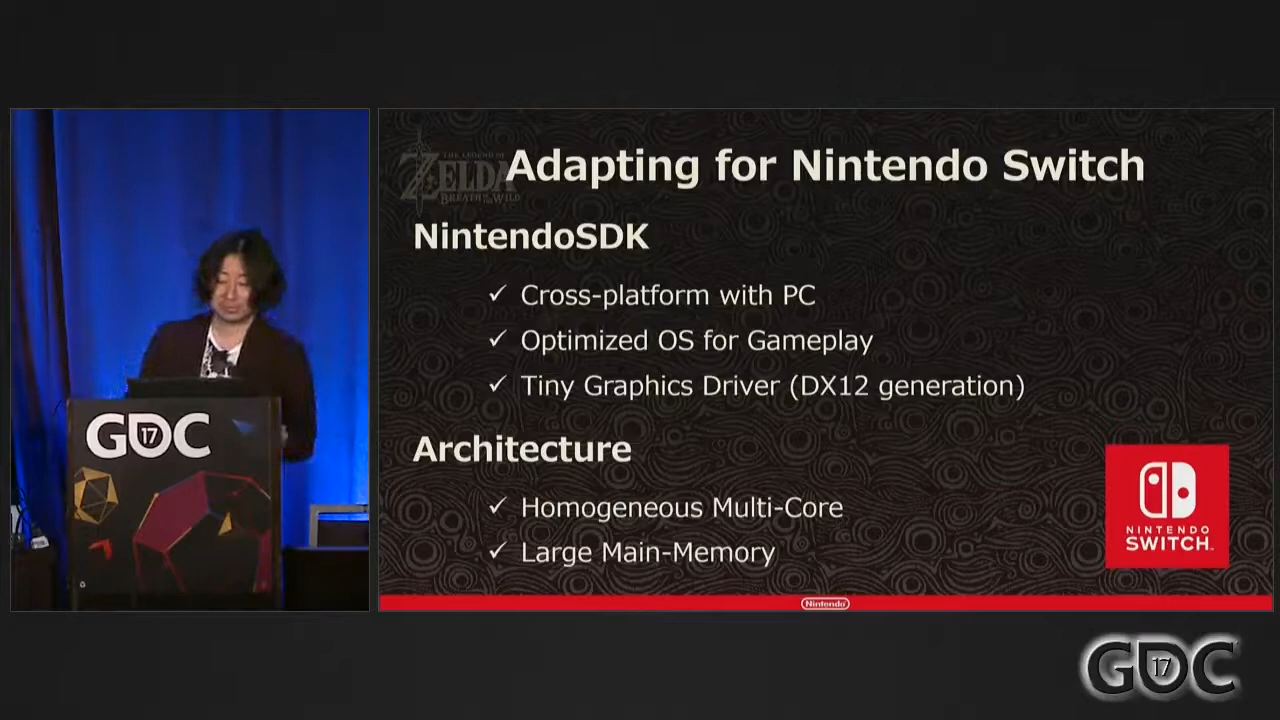 THE LEGEND OF
ZELDA
BREATH OF THE WILD
Adapting for Nintendo Switch
NintendoSDK
✓ Cross-platform with PC
✓ Optimized OS for Gameplay
✓ Tiny Graphics Driver (DX12 generation)
Architecture
✓ Homogeneous Multi-Core
✓ Large Main-Memory
NINTENDO
SWITCH™
Nintendo
GDC
17
GDC
17